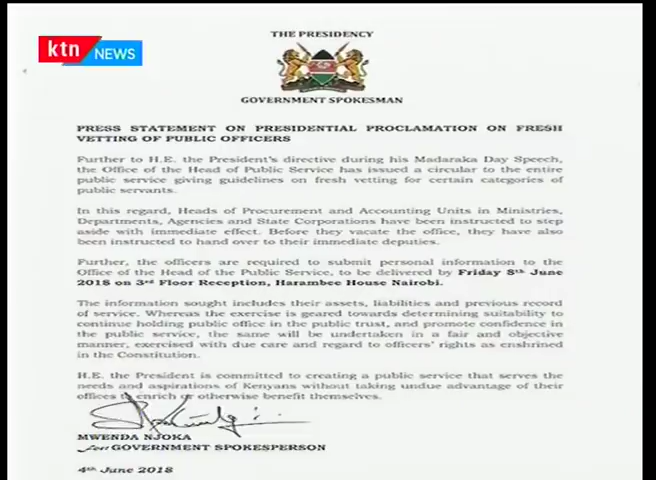 ktn NEWS
THE PRESIDENCY
GOVERNMENT SPOKESMAN
PRESS STATEMENT ON PRESIDENTIAL PROCLAMATION ON FRESH
VETTING OF PUBLIC OFFICERS
Further to H.E. the President's directive during his Madaraka Day Speech,
the Office of the Head of Public Service has issued a circular to the entire
public service giving guidelines on fresh vetting for certain categories of
public servants.
In this regard, Heads of Procurement and Accounting Units in Ministries,
Departments, Agencies and State Corporations have been instructed to step
aside with immediate effect. Before they vacate the office, they have also
been instructed to hand over to their immediate deputies.
Further, the officers are required to submit personal information to the
Office of the Head of the Public Service, to be delivered by Friday 8th June
2018 on 3rd Floor Reception, Harambee House Nairobi.
The information sought includes their assets, liabilities and previous record
of service. Whereas the exercise is geared towards determining suitability to
continue holding public office in the public trust, and promote confidence in
the public service, the same will be undertaken in a fair and objective
manner, exercised with due care and regard to officers' rights as enshrined
in the Constitution.
H.E. the President is committed to creating a public service that serves the
needs and aspirations of Kenyans without taking undue advantage of their
offices to enrich or otherwise benefit themselves.
MWENDA NJOKA
for GOVERNMENT SPOKESPERSON
4th June 2018